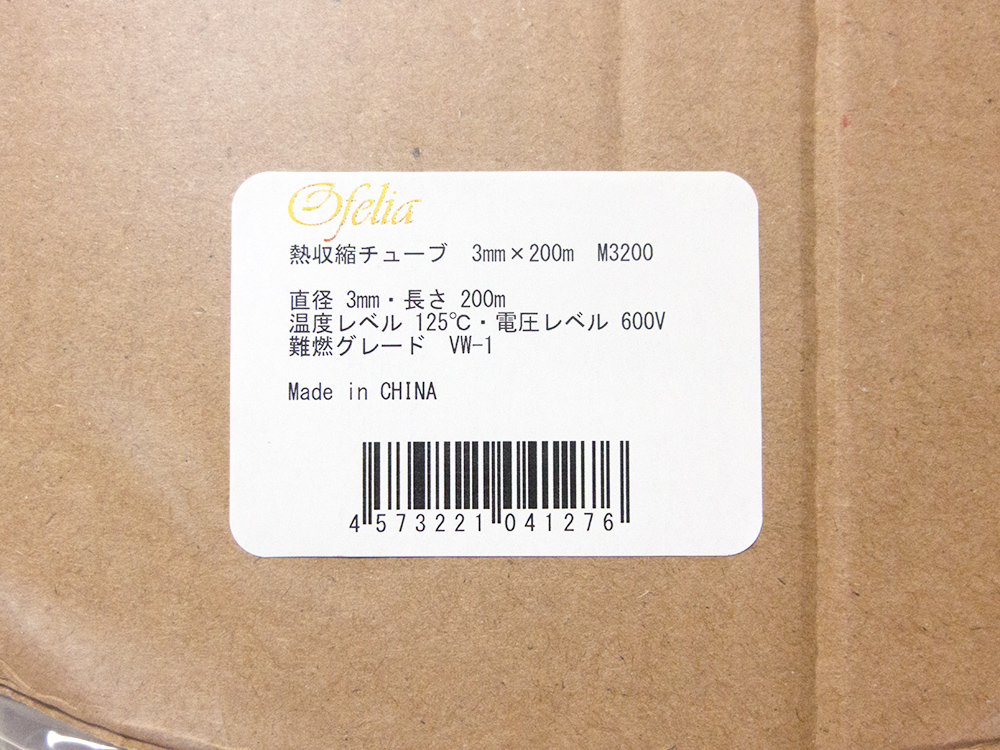 Ofelia
熱収縮チューブ　3mm×200m　M3200
直径 3mm・長さ 200m
温度レベル 125℃・電圧レベル 600V
難燃グレード　VW-1
Made in CHINA
4 573221 041276